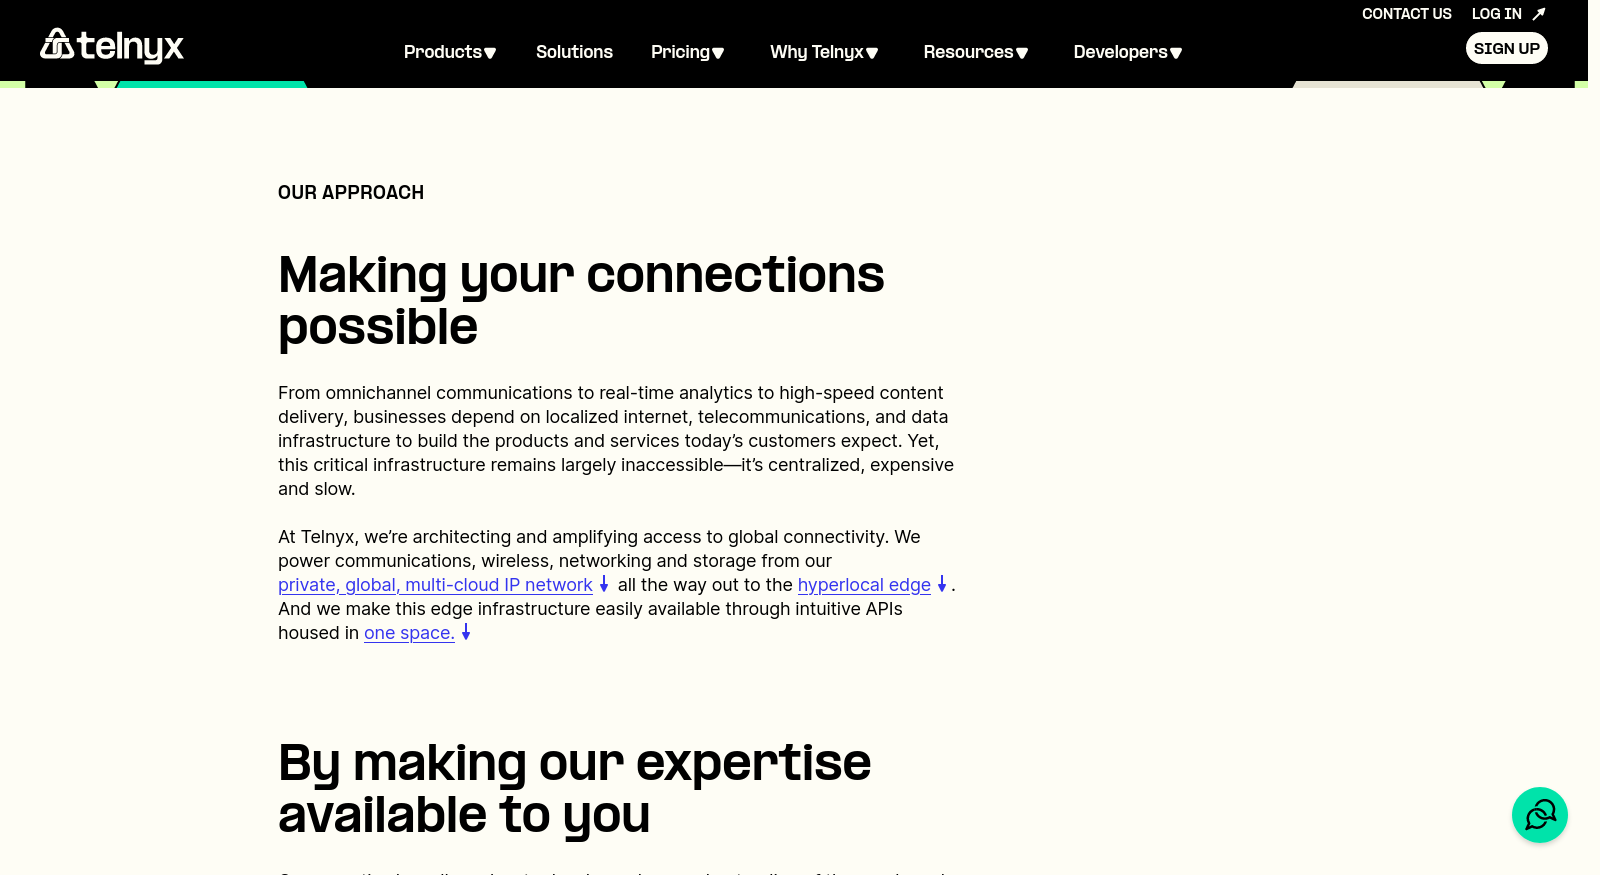 CONTACT US LOG IN
telnyx Products Solutions Pricing Why Telnyx Resources Developers SIGN UP
OUR APPROACH
Making your connections
possible
From omnichannel communications to real-time analytics to high-speed content
delivery, businesses depend on localized internet, telecommunications, and data
infrastructure to build the products and services today’s customers expect. Yet,
this critical infrastructure remains largely inaccessible—it’s centralized, expensive
and slow.
At Telnyx, we’re architecting and amplifying access to global connectivity. We
power communications, wireless, networking and storage from our
private, global, multi-cloud IP network all the way out to the hyperlocal edge .
And we make this edge infrastructure easily available through intuitive APIs
housed in one space.
By making our expertise
available to you